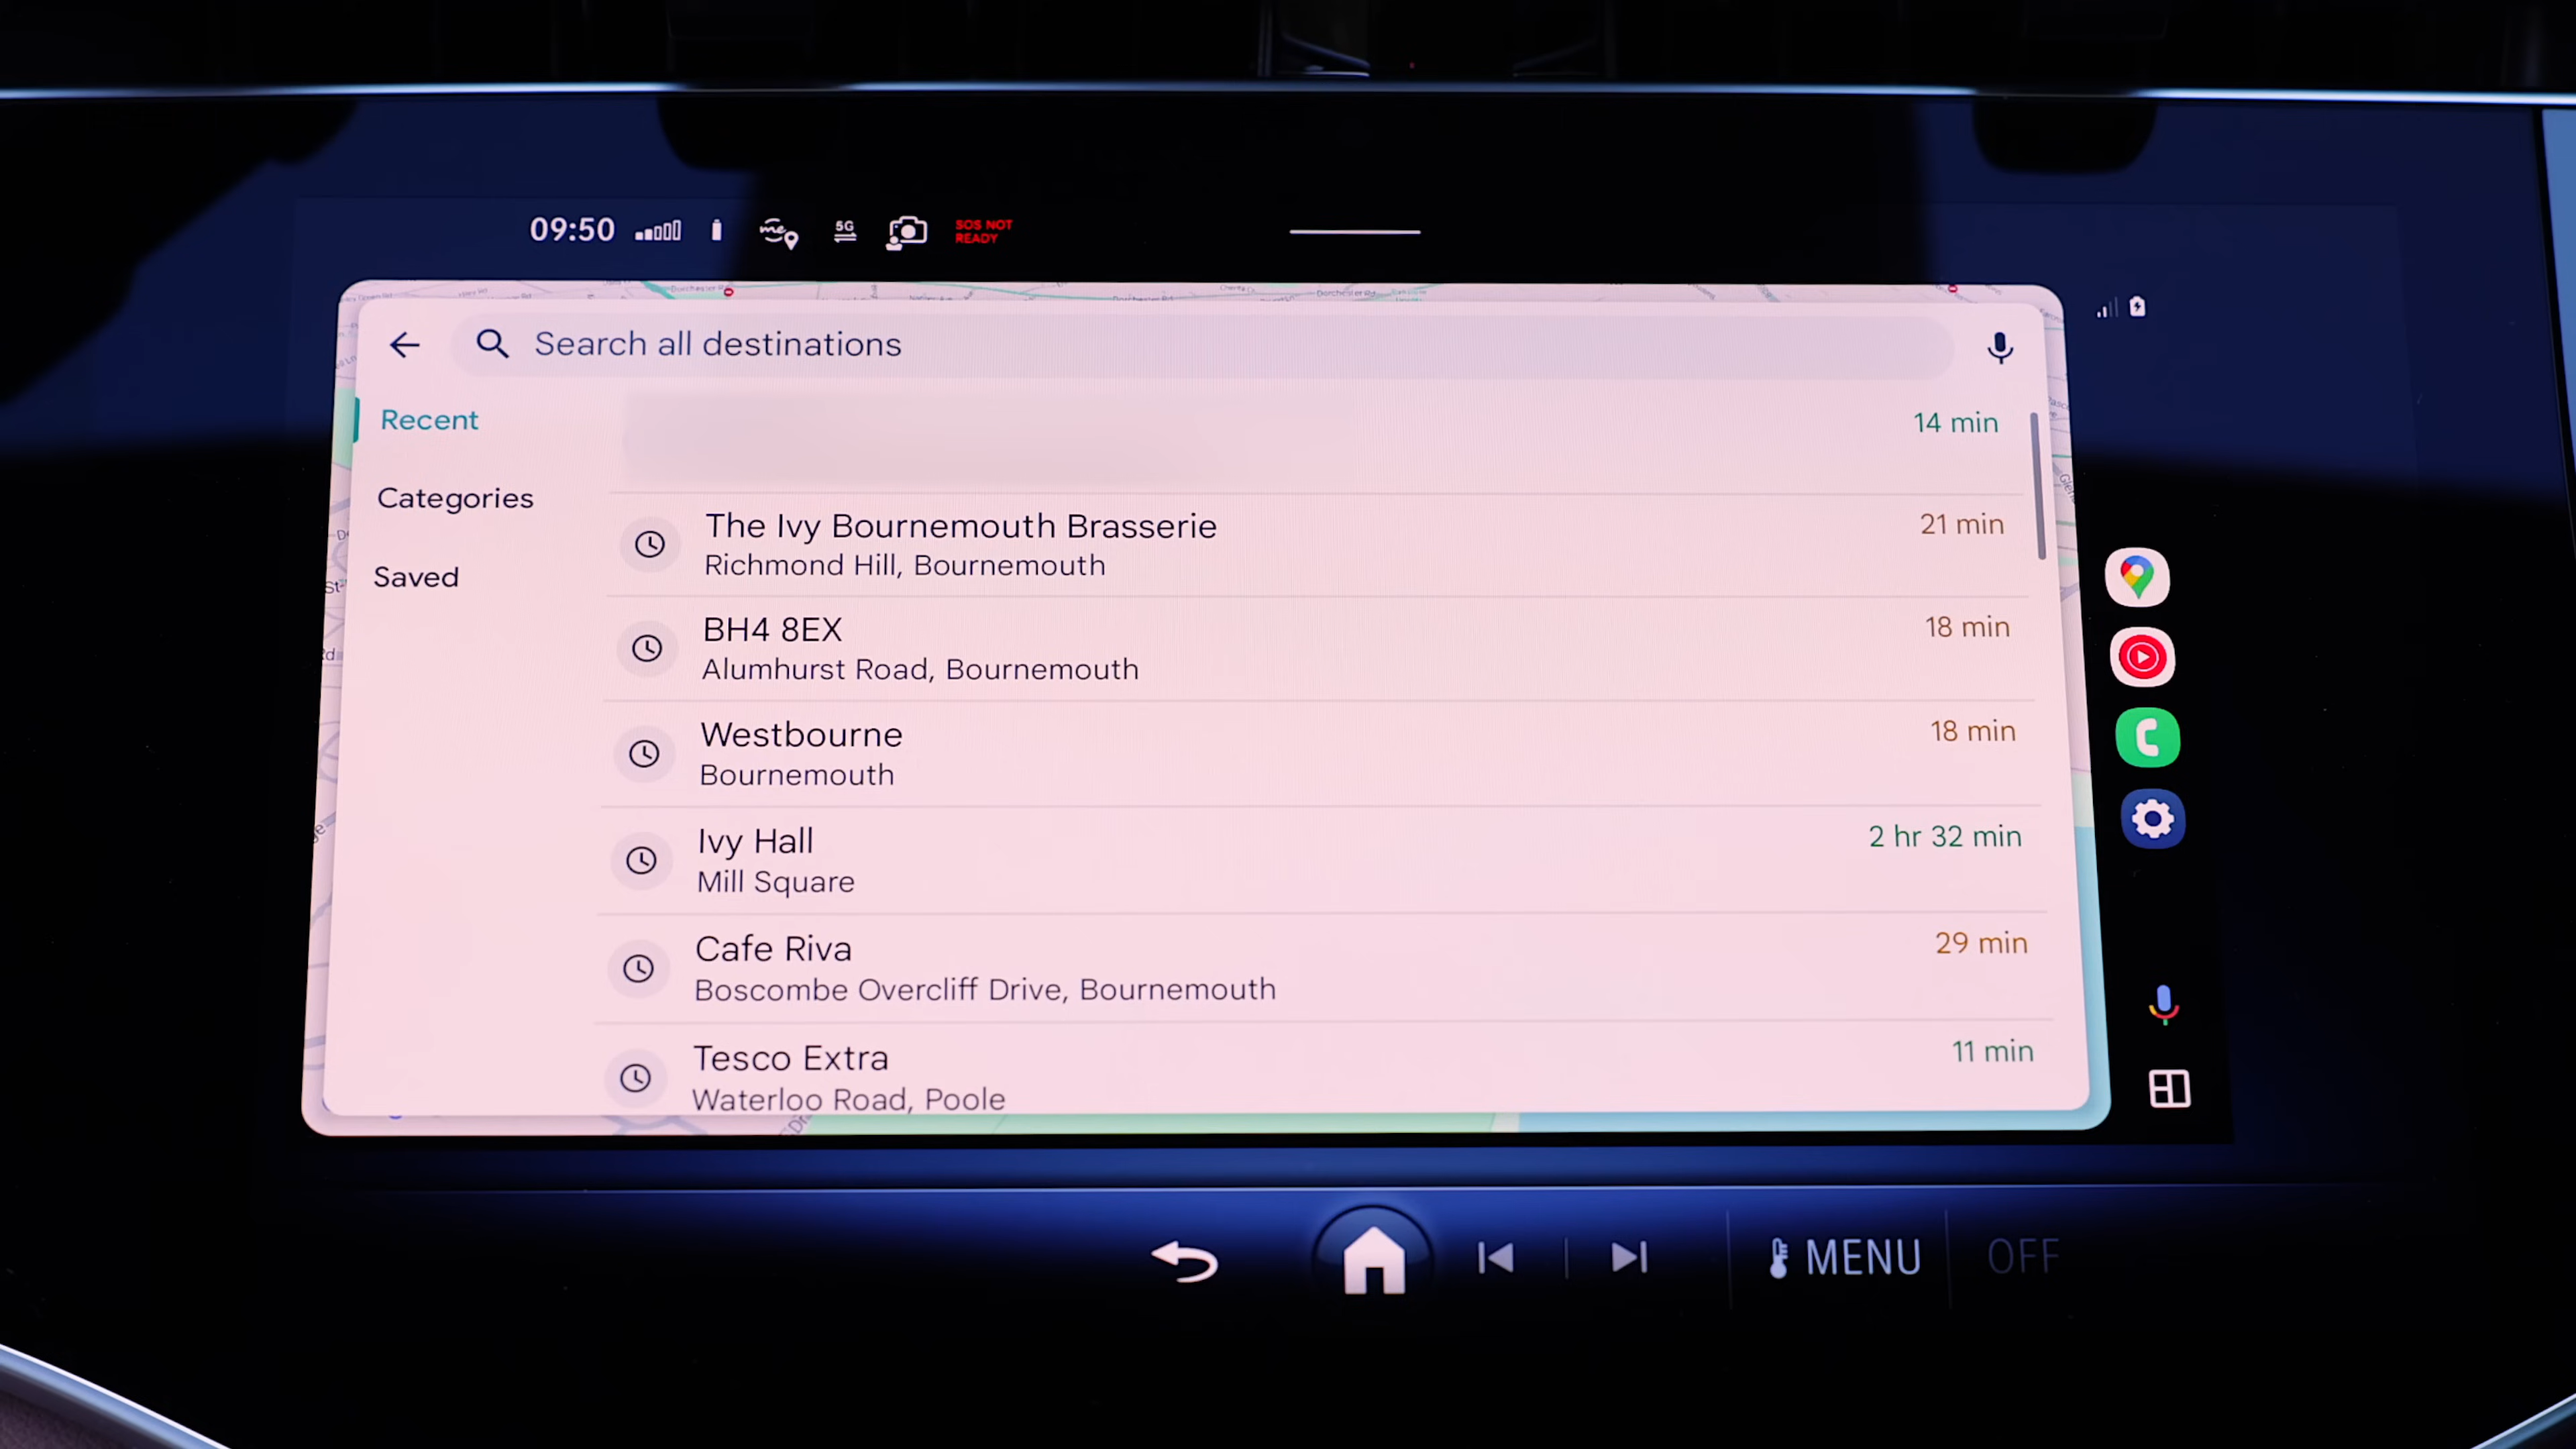 09:50 me 5G SOS NOT
READY
Search all destinations
Recent
Categories
Saved
14 min
The Ivy Bournemouth Brasserie
Richmond Hill, Bournemouth
21 min
BH4 8EX
Alumhurst Road, Bournemouth
18 min
Westbourne
Bournemouth
18 min
Ivy Hall
Mill Square
2 hr 32 min
Cafe Riva
Boscombe Overcliff Drive, Bournemouth
29 min
Tesco Extra
Waterloo Road, Poole
11 min
MENU OFF